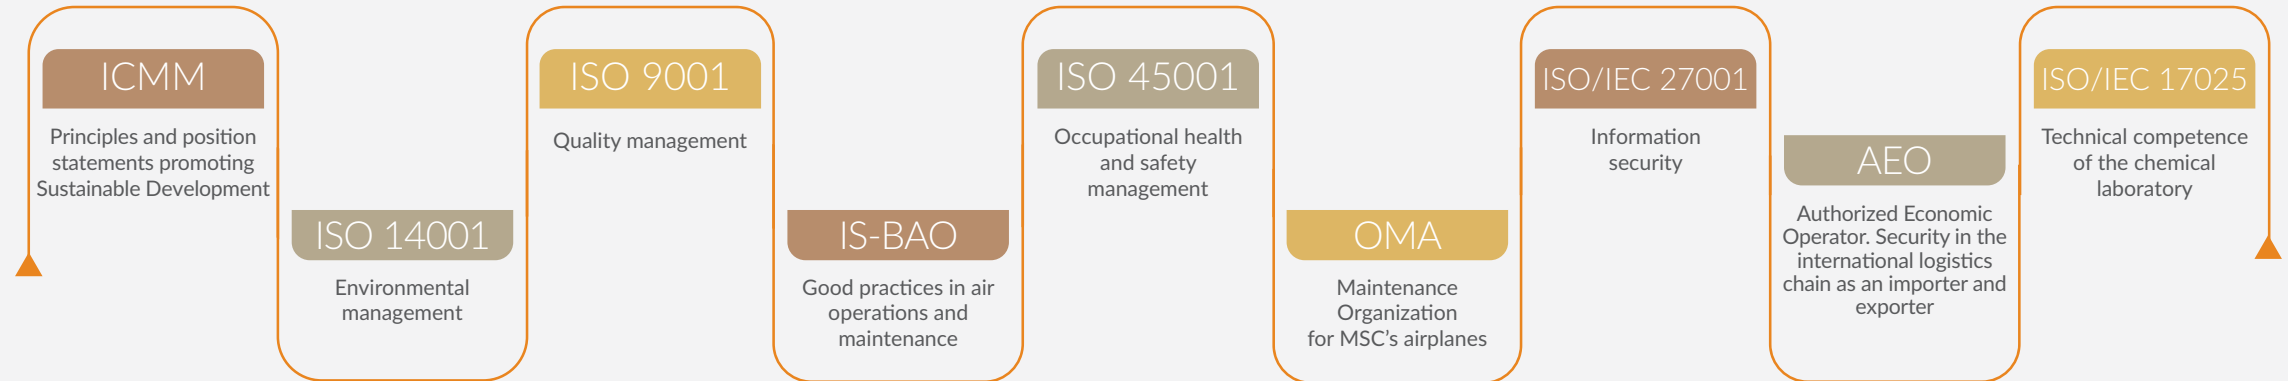 ICMM
Principles and position
statements promoting
Sustainable Development
ISO 14001
Environmental
management
ISO 9001
Quality management
IS-BAO
Good practices in air
operations and
maintenance
ISO 45001
Occupational health
and safety
management
OMA
Maintenance
Organization
for MSC’s airplanes
ISO/IEC 27001
Information
security
AEO
Authorized Economic
Operator. Security in the
international logistics
chain as an importer and
exporter
ISO/IEC 17025
Technical competence
of the chemical
laboratory